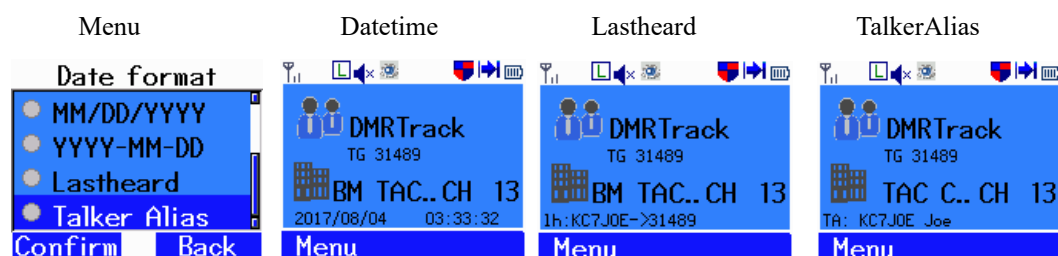 Menu
Datetime
Lastheard
TalkerAlias
Date format
MM/DD/YYYY
YYYY-MM-DD
Lastheard
Talker Alias
Confirm Back
L
DMRTrack
TG 31489
BM TAC.. CH 13
2017/08/04 03:33:32
Menu
L
DMRTrack
TG 31489
BM TAC.. CH 13
lh:KC7JOE->31489
Menu
L
DMRTrack
TG 31489
TAC C.. CH 13
TA: KC7JOE Joe
Menu